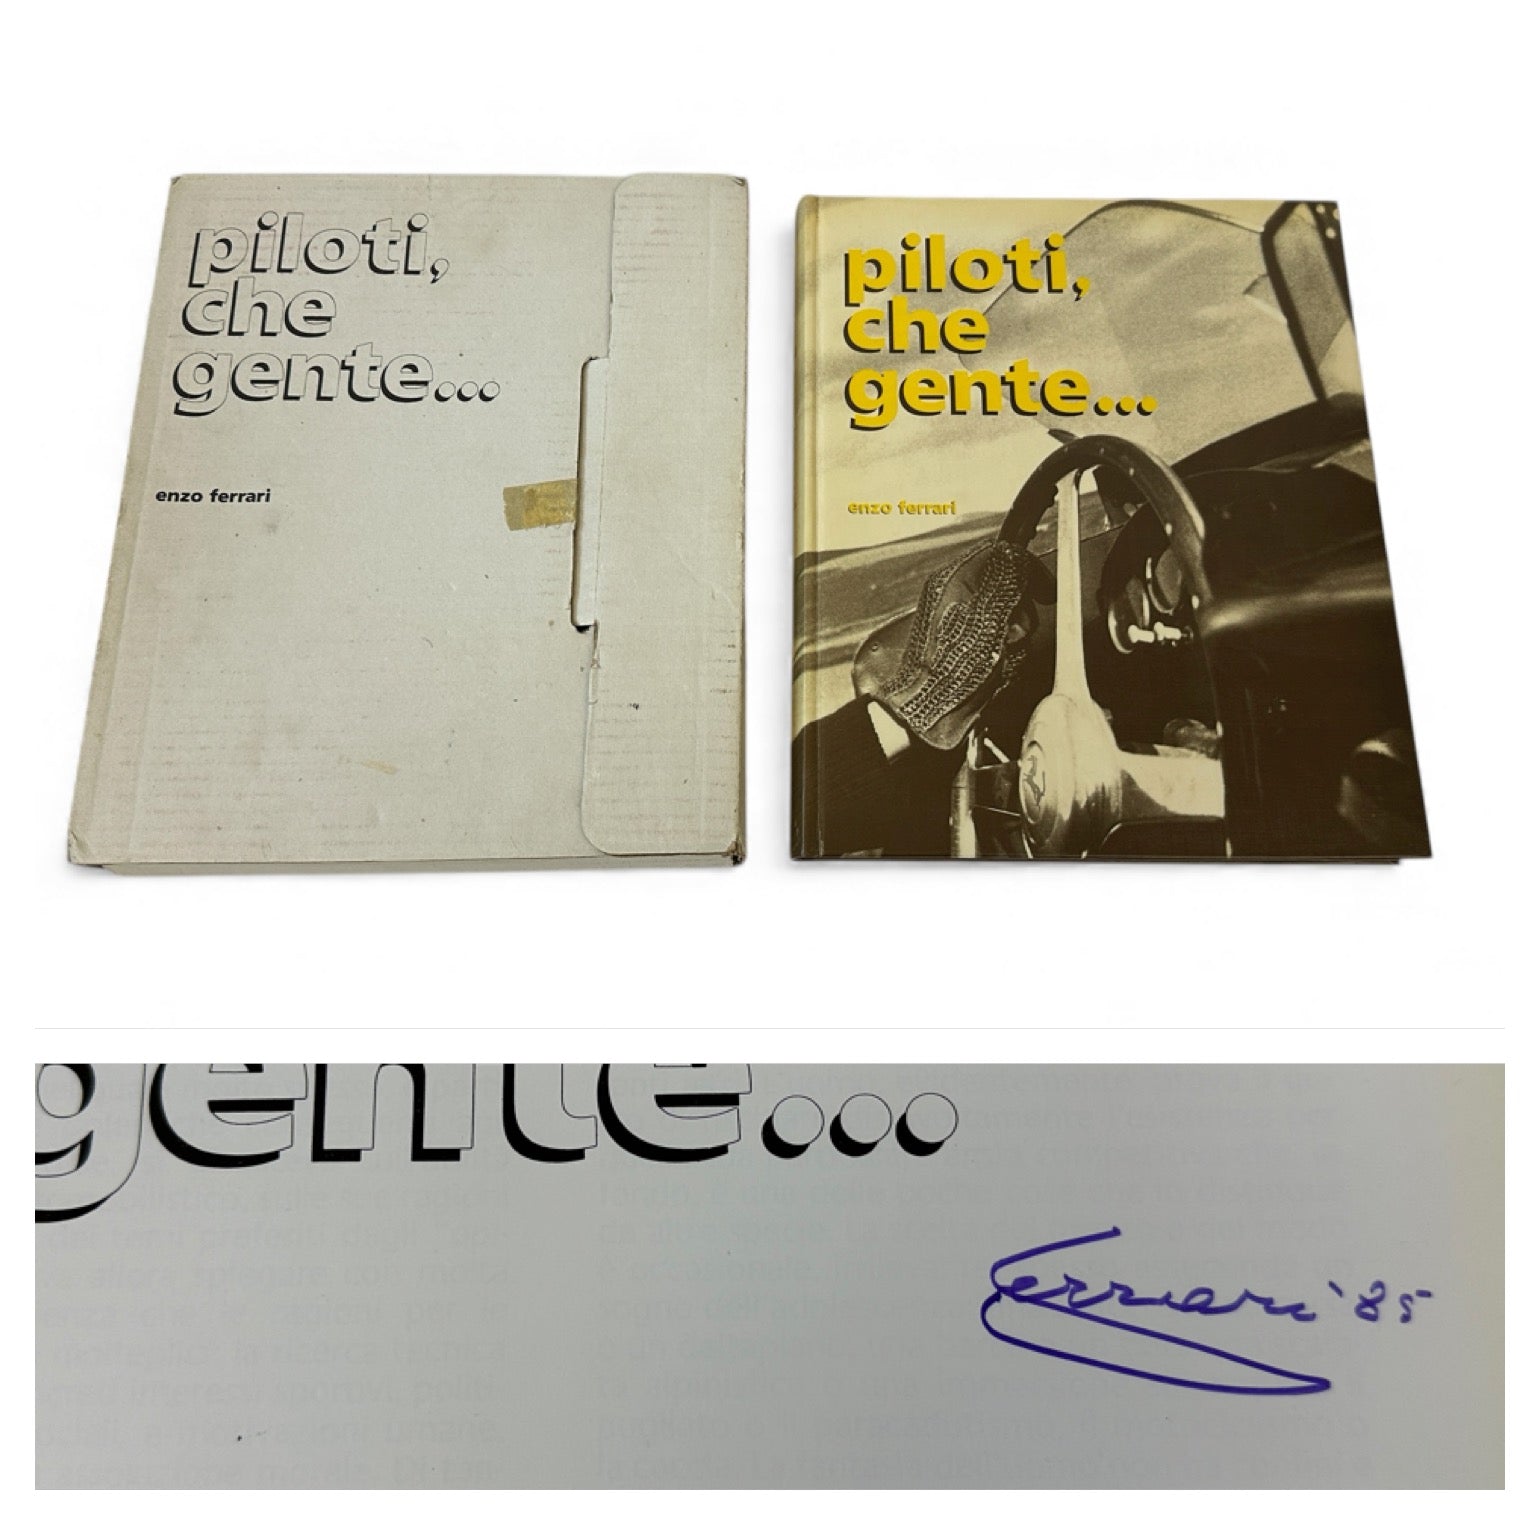 piloti,
che
gente...
enzo ferrari
piloti,
che
gente...
enzo ferrari
gente...
Ferrari '85